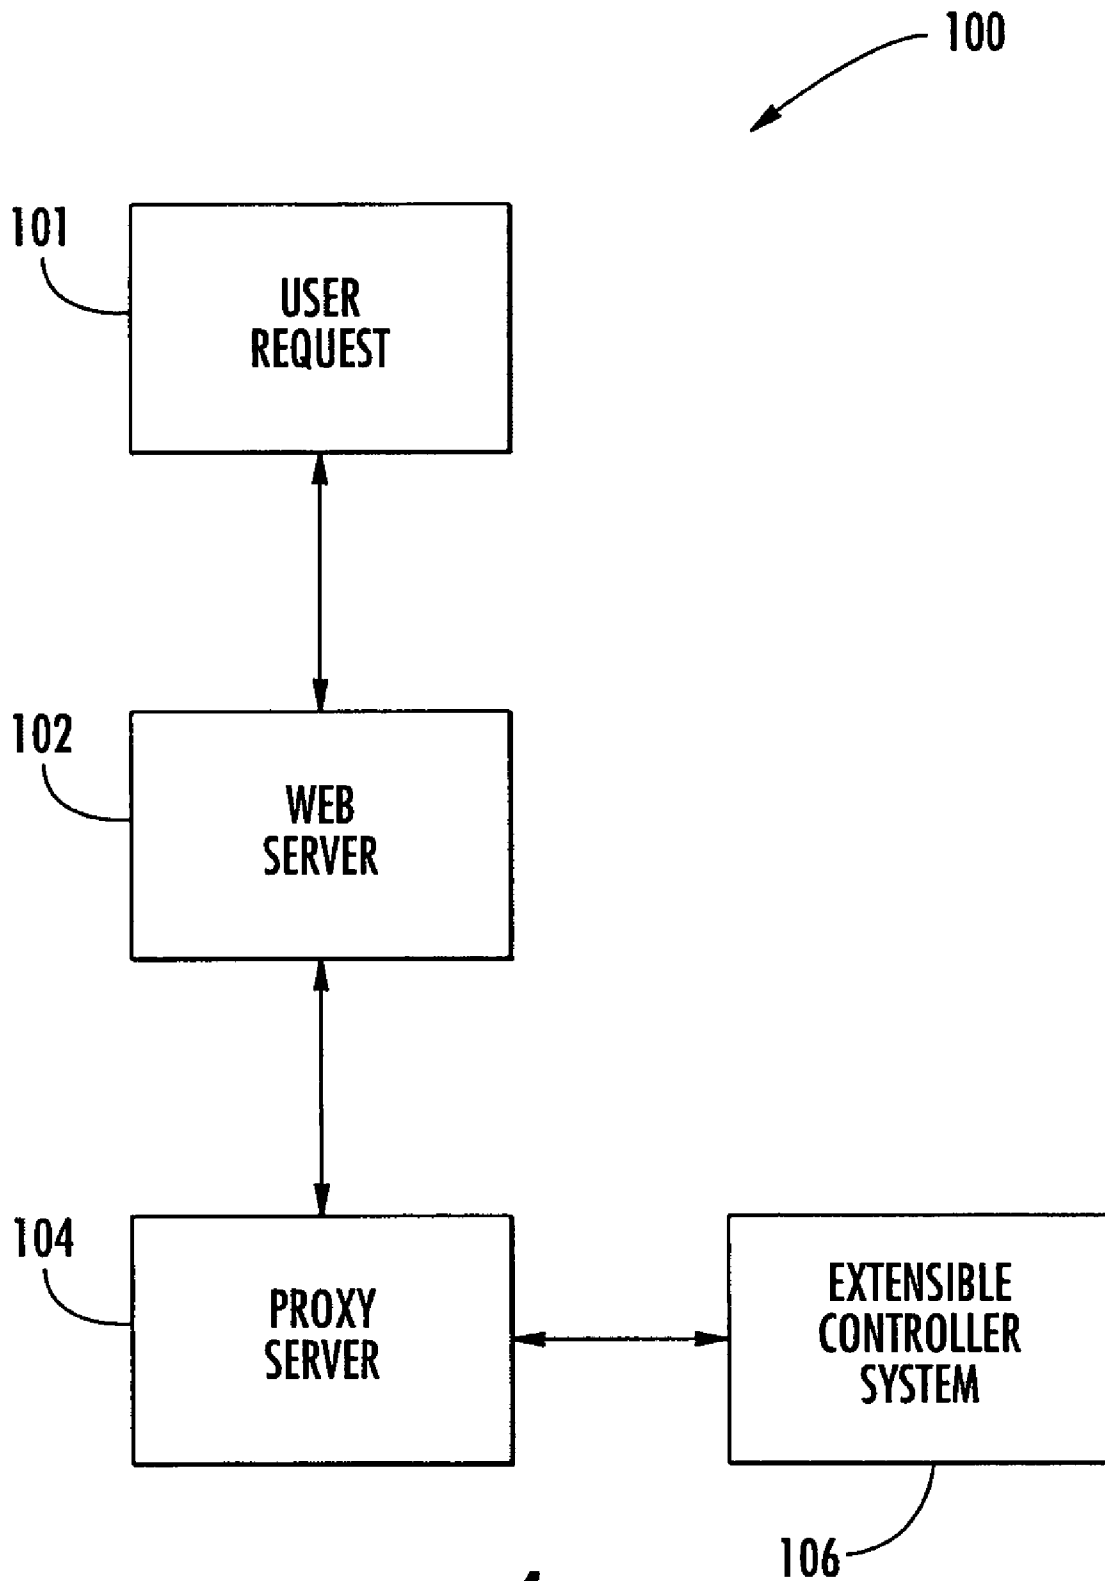 100
101
USER
REQUEST
102
WEB
SERVER
104
PROXY
SERVER
EXTENSIBLE
CONTROLLER
SYSTEM
106